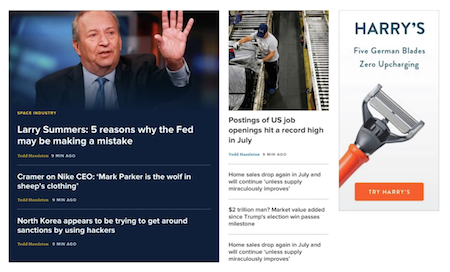 SPACE INDUSTRY
Larry Summers: 5 reasons why the Fed
may be making a mistake
Todd Haselton 9 MIN AGO
Cramer on Nike CEO: 'Mark Parker is the wolf in
sheep's clothing'
Todd Haselton 9 MIN AGO
North Korea appears to be trying to get around
sanctions by using hackers
Todd Haselton 9 MIN AGO
Postings of US job
openings hit a record high
in July
Todd Haselton 9 MIN AGO
Home sales drop again in July and
will continue 'unless supply
miraculously improves'
$2 trillion man? Market value added
since Trump's election win passes
milestone
Home sales drop again in July and
will continue 'unless supply
miraculously improves'
HARRY'S
Five German Blades
Zero Upcharging
TRY HARRY'S